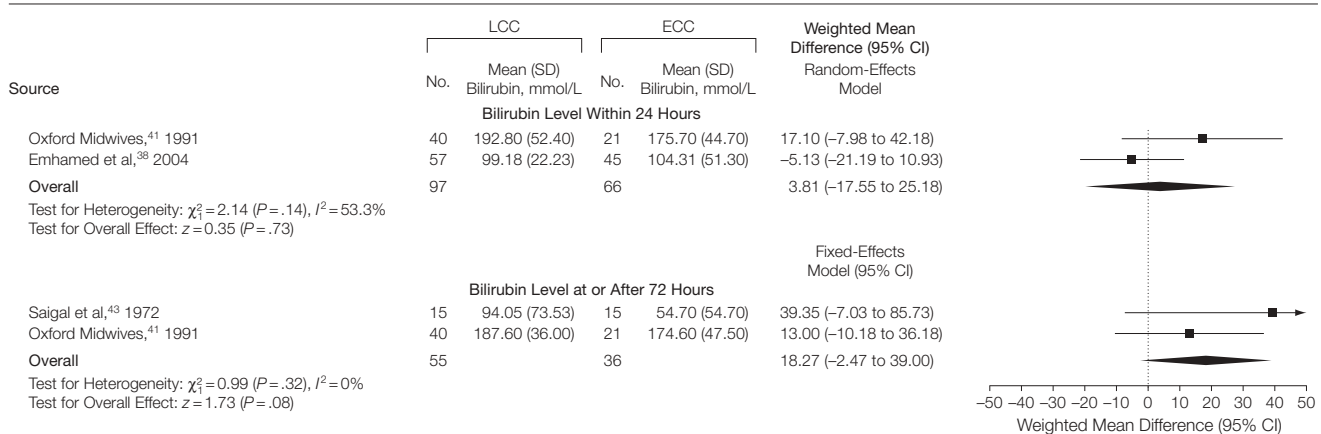 LCC ECC Weighted Mean
Difference (95% CI)
Mean (SD) Mean (SD) Random-Effects
Source No. Bilirubin, mmol/L No. Bilirubin, mmol/L Model
Bilirubin Level Within 24 Hours
Oxford Midwives,41 1991 40 192.80 (52.40) 21 175.70 (44.70) 17.10 (–7.98 to 42.18)
Emhamed et al,38 2004 57 99.18 (22.23) 45 104.31 (51.30) –5.13 (–21.19 to 10.93)
Overall 97 66 3.81 (–17.55 to 25.18)
Test for Heterogeneity: χ²₁ = 2.14 (P = .14), I² = 53.3%
Test for Overall Effect: z = 0.35 (P = .73)
Fixed-Effects
Model (95% CI)
Bilirubin Level at or After 72 Hours
Saigal et al,43 1972 15 94.05 (73.53) 15 54.70 (54.70) 39.35 (–7.03 to 85.73)
Oxford Midwives,41 1991 40 187.60 (36.00) 21 174.60 (47.50) 13.00 (–10.18 to 36.18)
Overall 55 36 18.27 (–2.47 to 39.00)
Test for Heterogeneity: χ²₁ = 0.99 (P = .32), I² = 0%
Test for Overall Effect: z = 1.73 (P = .08)
–50 –40 –30 –20 –10 0 10 20 30 40 50
Weighted Mean Difference (95% CI)